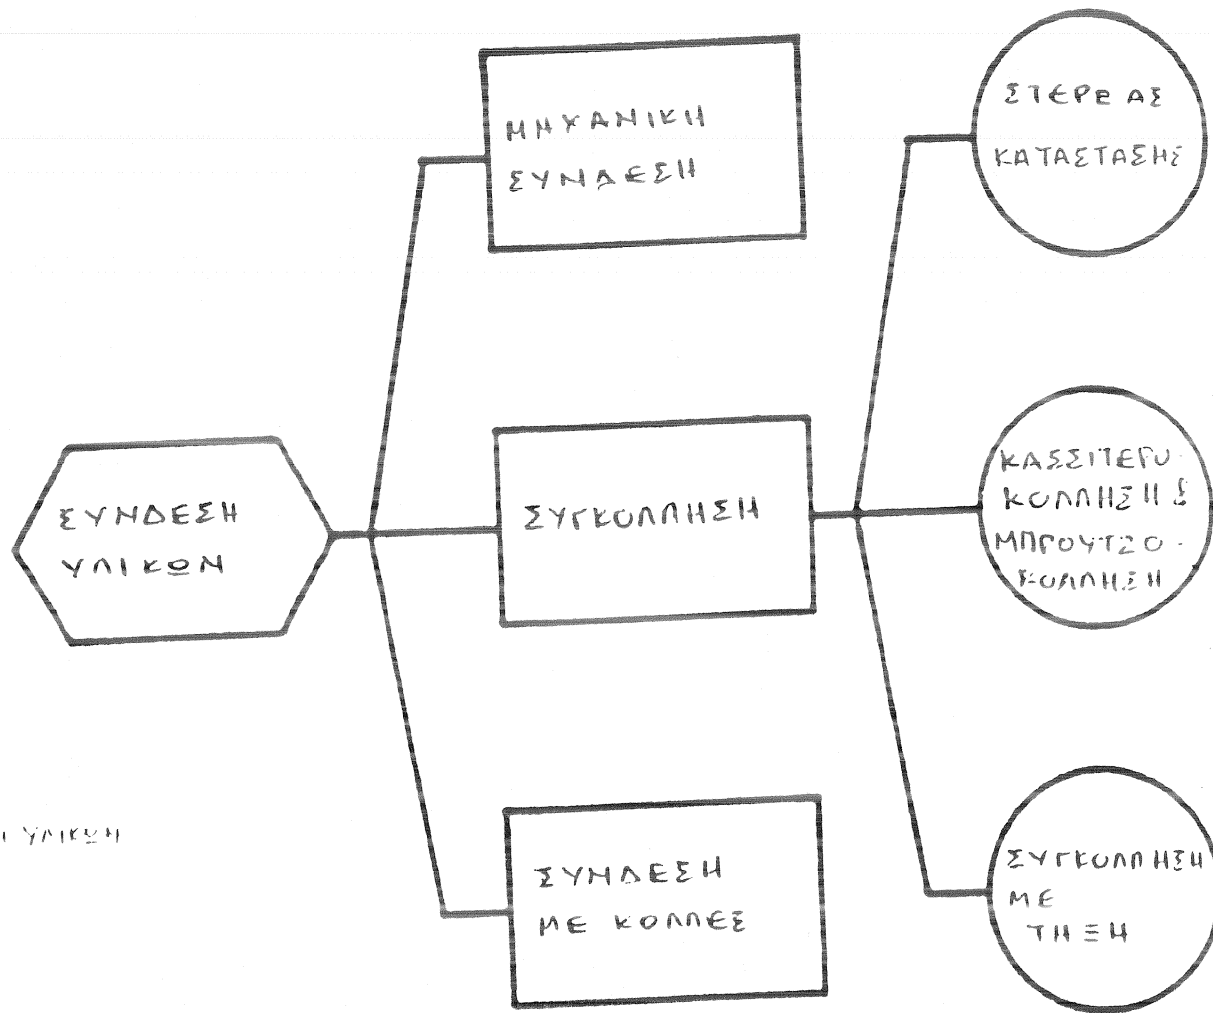 ΣΥΝΔΕΣΗ
ΥΛΙΚΩΝ
ΜΗΧΑΝΙΚΗ
ΣΥΝΔΕΣΗ
ΣΥΓΚΟΛΛΗΣΗ
ΣΥΝΔΕΣΗ
ΜΕ ΚΟΛΛΕΣ
ΣΤΕΡΕΑΣ
ΚΑΤΑΣΤΑΣΗΣ
ΚΑΣΣΙΤΕΡΟ-
ΚΟΛΛΗΣΗ &
ΜΠΡΟΥΤΖΟ-
ΚΟΛΛΗΣΗ
ΣΥΓΚΟΛΛΗΣΗ
ΜΕ
ΤΗΞΗ
ΥΛΙΚΩΝ